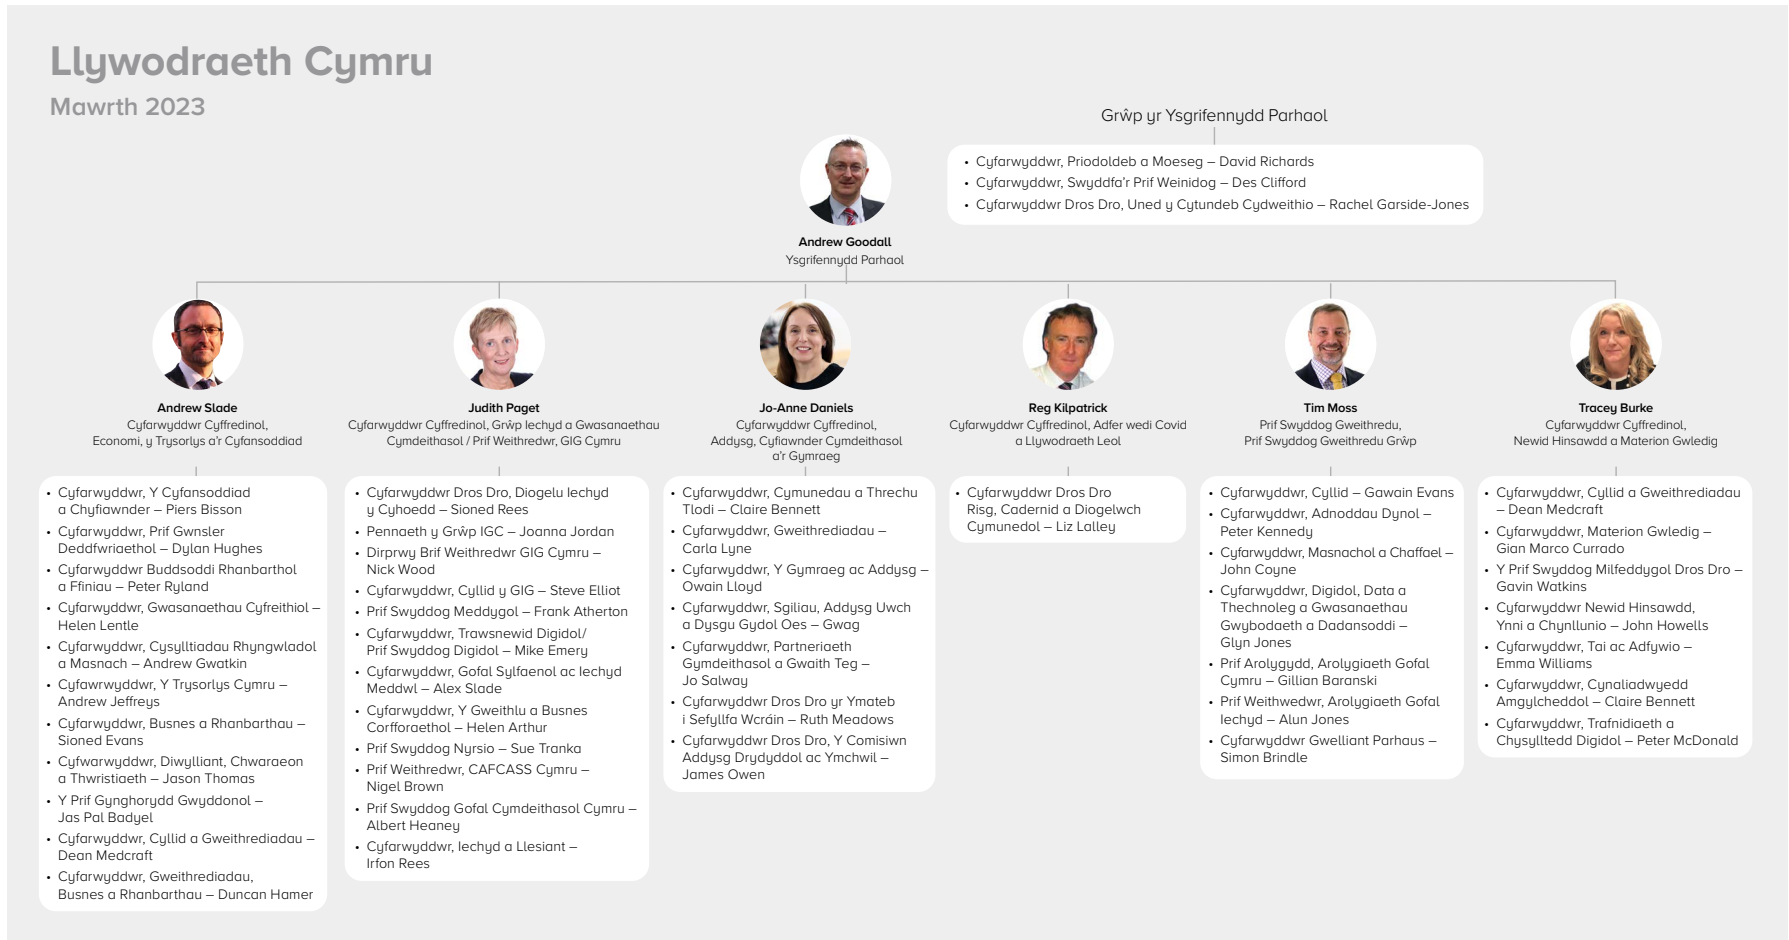 Llywodraeth Cymru
Mawrth 2023
Grŵp yr Ysgrifennydd Parhaol
• Cyfarwyddwr, Priodoldeb a Moeseg – David Richards
• Cyfarwyddwr, Swyddfa'r Prif Weinidog – Des Clifford
• Cyfarwyddwr Dros Dro, Uned y Cytundeb Cydweithio – Rachel Garside-Jones
Andrew Goodall
Ysgrifennydd Parhaol
Andrew Slade
Cyfarwyddwr Cyffredinol,
Economi, y Trysorlys a'r Cyfansoddiad
• Cyfarwyddwr, Y Cyfansoddiad
a Chyfiawnder – Piers Bisson
• Cyfarwyddwr, Prif Gwnsler
Deddfwriaethol – Dylan Hughes
• Cyfarwyddwr Buddsoddi Rhanbarthol
a Ffiniau – Peter Ryland
• Cyfarwyddwr, Gwasanaethau Cyfreithiol –
Helen Lentle
• Cyfarwyddwr, Cysylltiadau Rhyngwladol
a Masnach – Andrew Gwatkin
• Cyfawrwyddwr, Y Trysorlys Cymru –
Andrew Jeffreys
• Cyfarwyddwr, Busnes a Rhanbarthau –
Sioned Evans
• Cyfwarwyddwr, Diwylliant, Chwaraeon
a Thwristiaeth – Jason Thomas
• Y Prif Gynghorydd Gwyddonol –
Jas Pal Badyel
• Cyfarwyddwr, Cyllid a Gweithrediadau –
Dean Medcraft
• Cyfarwyddwr, Gweithrediadau,
Busnes a Rhanbarthau – Duncan Hamer
Judith Paget
Cyfarwyddwr Cyffredinol, Grŵp Iechyd a Gwasanaethau
Cymdeithasol / Prif Weithredwr, GIG Cymru
• Cyfarwyddwr Dros Dro, Diogelu Iechyd
y Cyhoedd – Sioned Rees
• Pennaeth y Grŵp IGC – Joanna Jordan
• Dirprwy Brif Weithredwr GIG Cymru –
Nick Wood
• Cyfarwyddwr, Cyllid y GIG – Steve Elliot
• Prif Swyddog Meddygol – Frank Atherton
• Cyfarwyddwr, Trawsnewid Digidol/
Prif Swyddog Digidol – Mike Emery
• Cyfarwyddwr, Gofal Sylfaenol ac Iechyd
Meddwl – Alex Slade
• Cyfarwyddwr, Y Gweithlu a Busnes
Corfforaethol – Helen Arthur
• Prif Swyddog Nyrsio – Sue Tranka
• Prif Weithredwr, CAFCASS Cymru –
Nigel Brown
• Prif Swyddog Gofal Cymdeithasol Cymru –
Albert Heaney
• Cyfarwyddwr, Iechyd a Llesiant –
Irfon Rees
Jo-Anne Daniels
Cyfarwyddwr Cyffredinol,
Addysg, Cyfiawnder Cymdeithasol
a'r Gymraeg
• Cyfarwyddwr, Cymunedau a Threchu
Tlodi – Claire Bennett
• Cyfarwyddwr, Gweithrediadau –
Carla Lyne
• Cyfarwyddwr, Y Gymraeg ac Addysg –
Owain Lloyd
• Cyfarwyddwr, Sgiliau, Addysg Uwch
a Dysgu Gydol Oes – Gwag
• Cyfarwyddwr, Partneriaeth
Gymdeithasol a Gwaith Teg –
Jo Salway
• Cyfarwyddwr Dros Dro yr Ymateb
i Sefyllfa Wcráin – Ruth Meadows
• Cyfarwyddwr Dros Dro, Y Comisiwn
Addysg Drydyddol ac Ymchwil –
James Owen
Reg Kilpatrick
Cyfarwyddwr Cyffredinol, Adfer wedi Covid
a Llywodraeth Leol
• Cyfarwyddwr Dros Dro
Risg, Cadernid a Diogelwch
Cymunedol – Liz Lalley
Tim Moss
Prif Swyddog Gweithredu,
Prif Swyddog Gweithredu Grŵp
• Cyfarwyddwr, Cyllid – Gawain Evans
• Cyfarwyddwr, Adnoddau Dynol –
Peter Kennedy
• Cyfarwyddwr, Masnachol a Chaffael –
John Coyne
• Cyfarwyddwr, Digidol, Data a
Thechnoleg a Gwasanaethau
Gwybodaeth a Dadansoddi –
Glyn Jones
• Prif Arolygydd, Arolygiaeth Gofal
Cymru – Gillian Baranski
• Prif Weithwedwr, Arolygiaeth Gofal
Iechyd – Alun Jones
• Cyfarwyddwr Gwelliant Parhaus –
Simon Brindle
Tracey Burke
Cyfarwyddwr Cyffredinol,
Newid Hinsawdd a Materion Gwledig
• Cyfarwyddwr, Cyllid a Gweithrediadau
– Dean Medcraft
• Cyfarwyddwr, Materion Gwledig –
Gian Marco Currado
• Y Prif Swyddog Milfeddygol Dros Dro –
Gavin Watkins
• Cyfarwyddwr Newid Hinsawdd,
Ynni a Chynllunio – John Howells
• Cyfarwyddwr, Tai ac Adfywio –
Emma Williams
• Cyfarwyddwr, Cynaliadwyedd
Amgylcheddol – Claire Bennett
• Cyfarwyddwr, Trafnidiaeth a
Chysylltedd Digidol – Peter McDonald